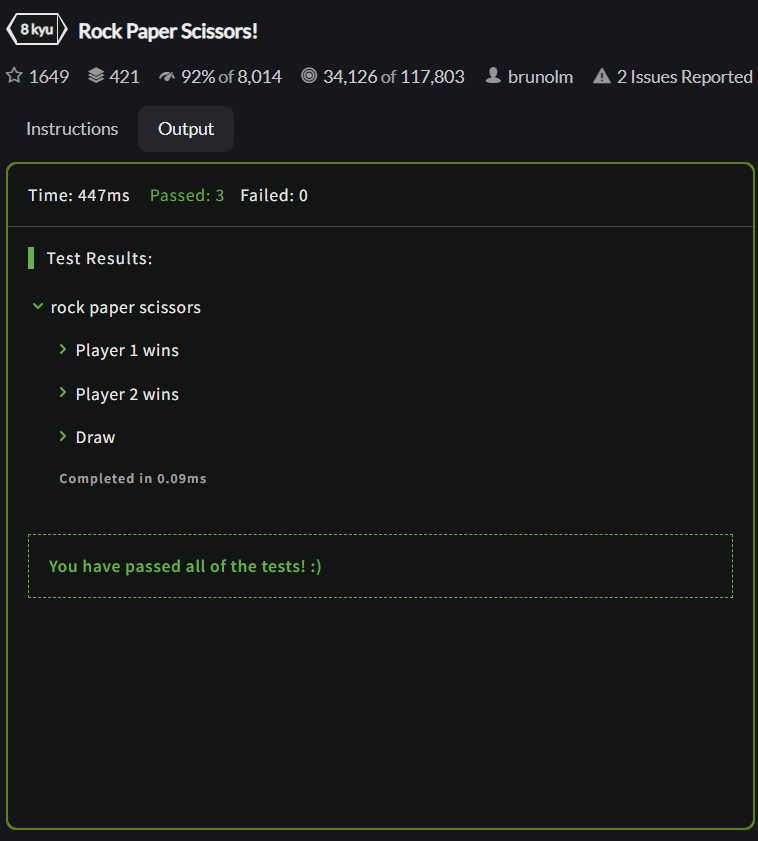 8 kyu Rock Paper Scissors!
1649 421 92% of 8,014 34,126 of 117,803 brunolm 2 Issues Reported
Instructions Output
Time: 447ms Passed: 3 Failed: 0
Test Results:
rock paper scissors
Player 1 wins
Player 2 wins
Draw
Completed in 0.09ms
You have passed all of the tests! :)